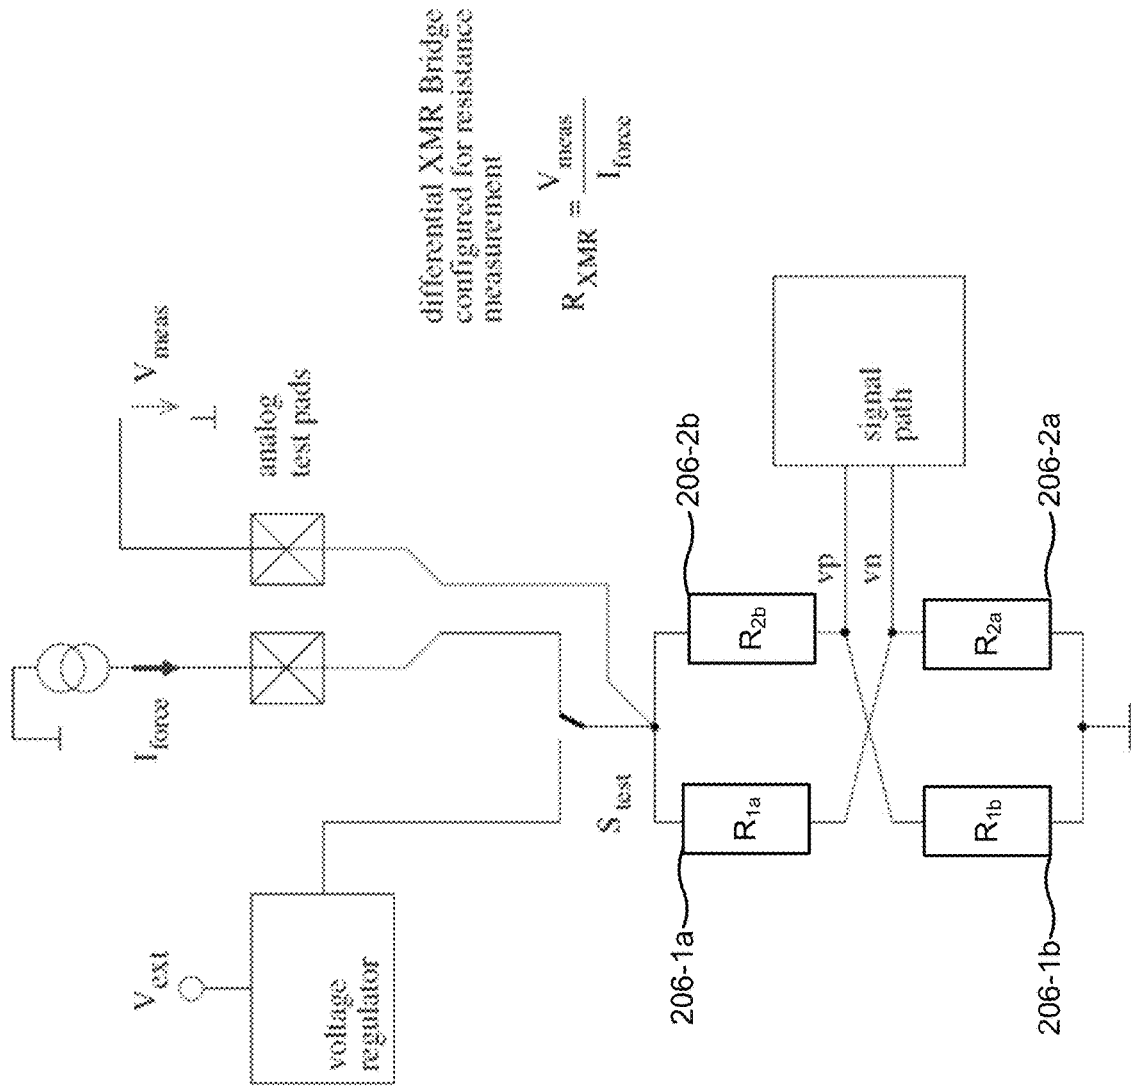 differential XMR Bridge
configured for resistance
measurement
R_XMR = V_meas / I_force
V_meas
analog
test pads
I_force
V_ext
voltage
regulator
S_test
206-1a
R_1a
206-2b
R_2b
vp
vn
signal
path
206-1b
R_1b
206-2a
R_2a